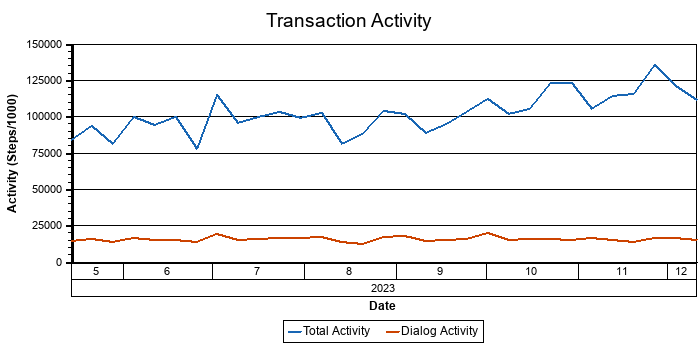 Transaction Activity
150000
125000
100000
75000
50000
25000
0
Activity (Steps/1000)
5 6 7 8 9 10 11 12
2023
Date
Total Activity Dialog Activity